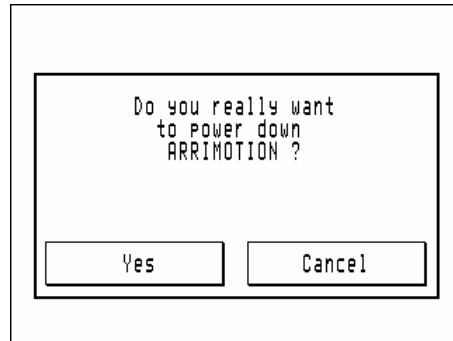 Do you really want
to power down
ARRIMOTION ?
Yes
Cancel